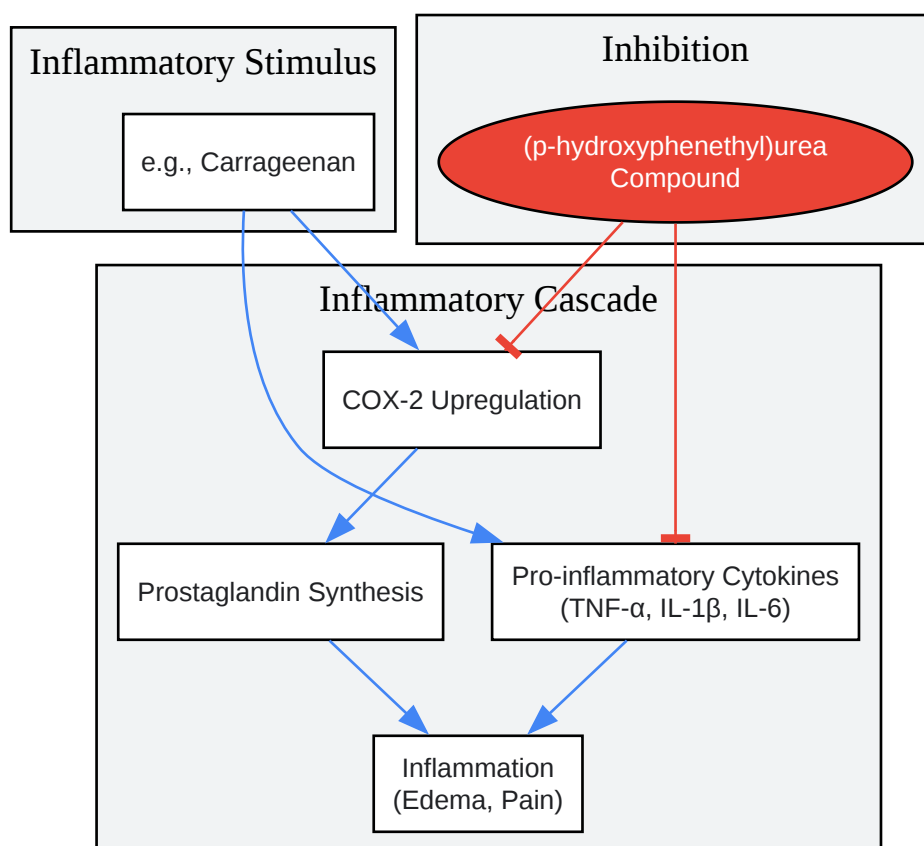 Inflammatory Stimulus
e.g., Carrageenan
Inhibition
(p-hydroxyphenethyl)urea
Compound
Inflammatory Cascade
COX-2 Upregulation
Prostaglandin Synthesis
Pro-inflammatory Cytokines
(TNF-α, IL-1β, IL-6)
Inflammation
(Edema, Pain)